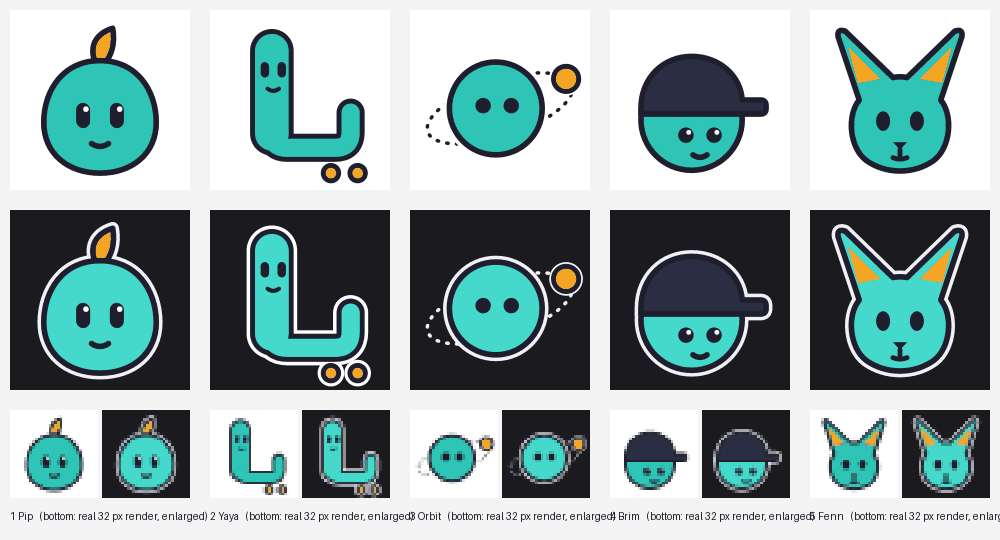 1 Pip (bottom: real 32 px render, enlarged) 2 Yaya (bottom: real 32 px render, enlarged) 3 Orbit (bottom: real 32 px render, enlarged) 4 Brim (bottom: real 32 px render, enlarged) 5 Fenn (bottom: real 32 px render, enlarg